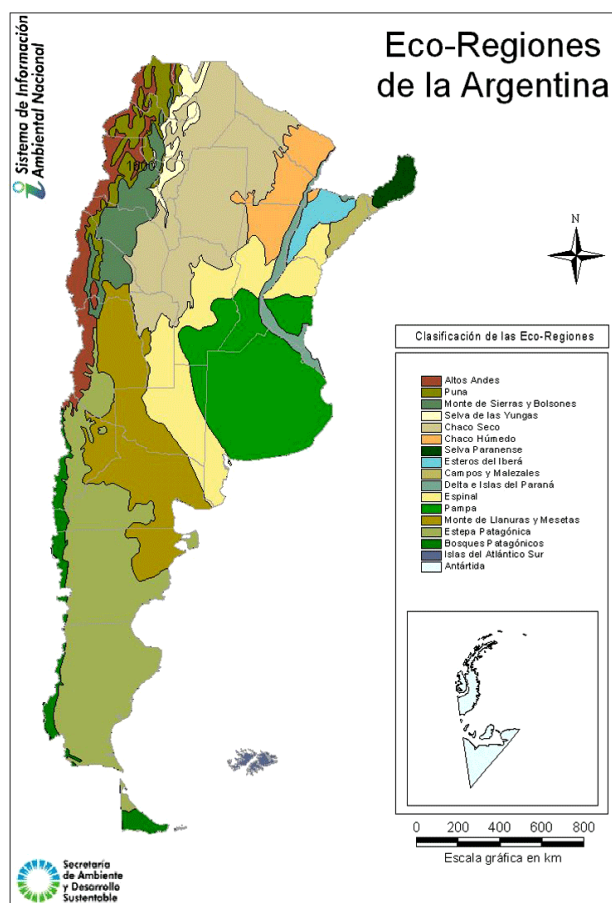 Eco-Regiones
de la Argentina
Sistema de Información
Ambiental Nacional
1600
N
Clasificación de las Eco-Regiones
Altos Andes
Puna
Monte de Sierras y Bolsones
Selva de las Yungas
Chaco Seco
Chaco Húmedo
Selva Paranense
Esteros del Iberá
Campos y Malezales
Delta e Islas del Paraná
Espinal
Pampa
Monte de Llanuras y Mesetas
Estepa Patagónica
Bosques Patagónicos
Islas del Atlántico Sur
Antártida
0 200 400 600 800
Escala gráfica en km
Secretaría
de Ambiente
y Desarrollo
Sustentable